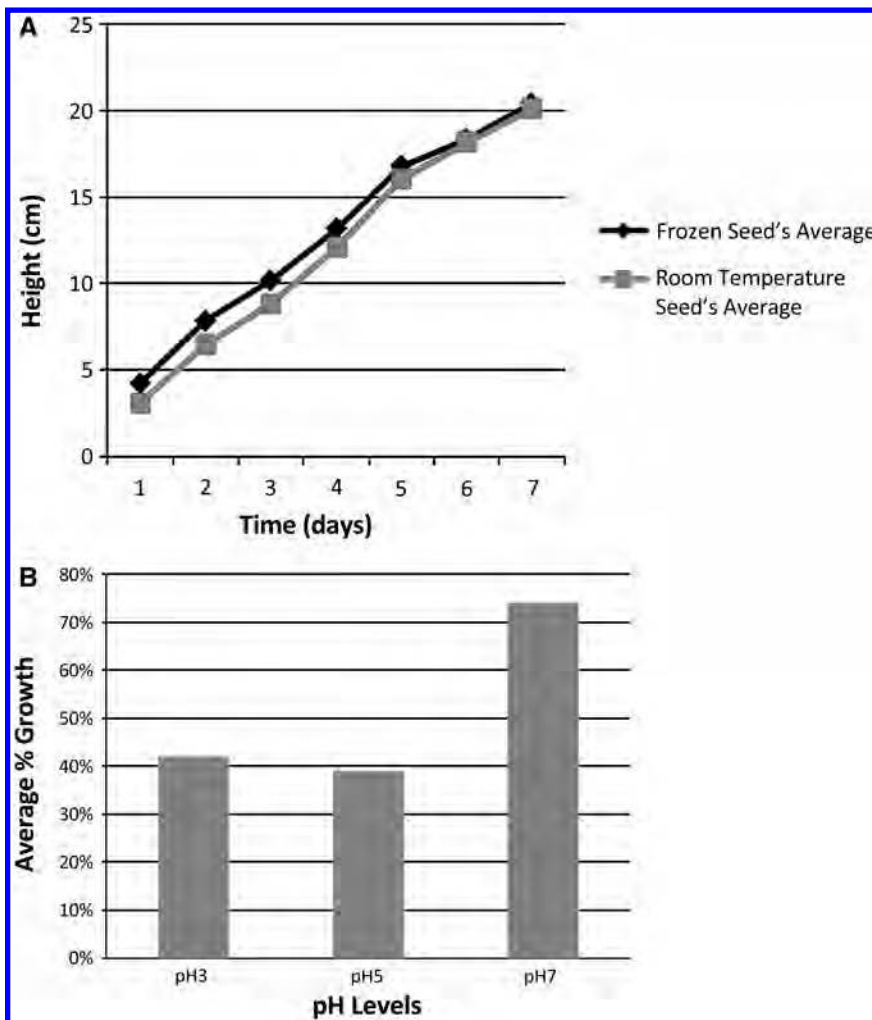 A
25
20
15
10
5
0
Height (cm)
1 2 3 4 5 6 7
Time (days)
Frozen Seed's Average
Room Temperature
Seed's Average
B
80%
70%
60%
50%
40%
30%
20%
10%
0%
Average % Growth
pH3 pH5 pH7
pH Levels